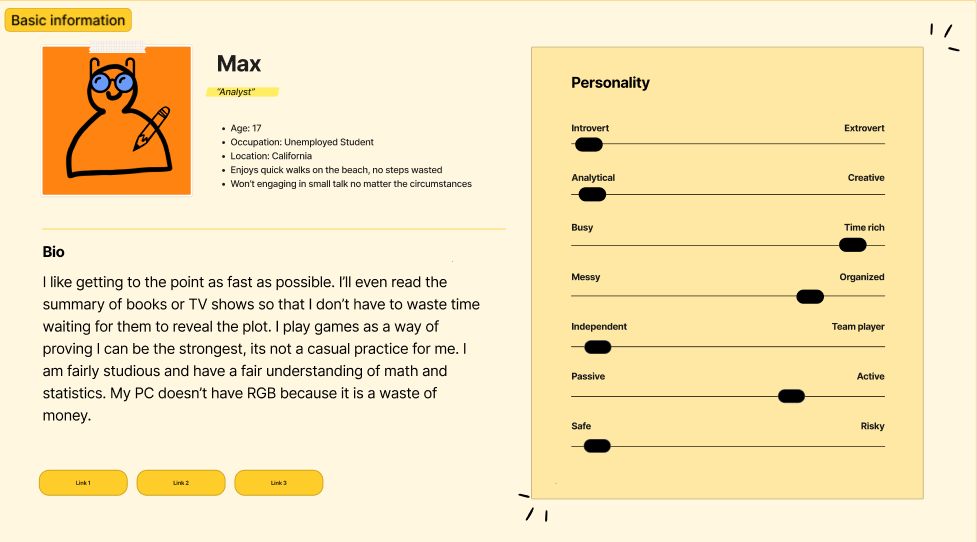 Basic information
Max
“Analyst”
• Age: 17
• Occupation: Unemployed Student
• Location: California
• Enjoys quick walks on the beach, no steps wasted
• Won’t engaging in small talk no matter the circumstances
Bio
I like getting to the point as fast as possible. I’ll even read the
summary of books or TV shows so that I don’t have to waste time
waiting for them to reveal the plot. I play games as a way of
proving I can be the strongest, its not a casual practice for me. I
am fairly studious and have a fair understanding of math and
statistics. My PC doesn’t have RGB because it is a waste of
money.
Link 1
Link 2
Link 3
Personality
Introvert Extrovert
Analytical Creative
Busy Time rich
Messy Organized
Independent Team player
Passive Active
Safe Risky